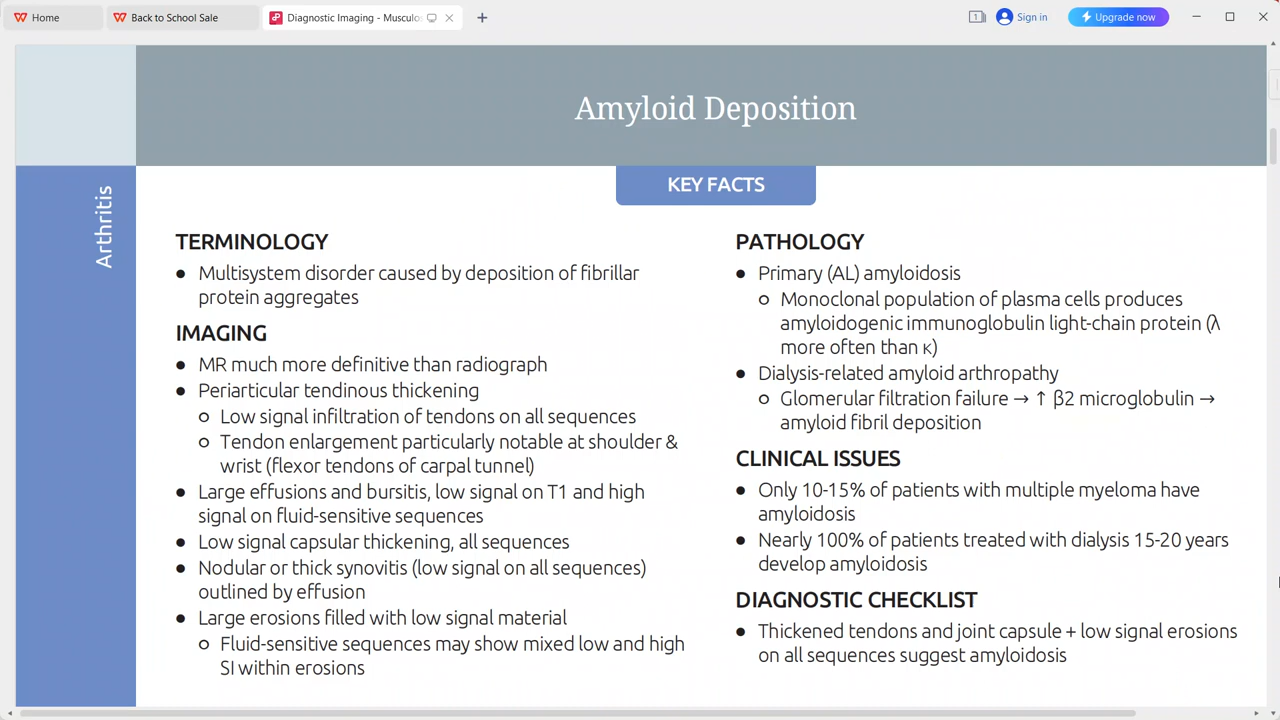 Home
Back to School Sale
Diagnostic Imaging - Musculo
1
Sign in
Upgrade now
Amyloid Deposition
Arthritis
KEY FACTS
TERMINOLOGY
● Multisystem disorder caused by deposition of fibrillar
protein aggregates
IMAGING
● MR much more definitive than radiograph
● Periarticular tendinous thickening
○ Low signal infiltration of tendons on all sequences
○ Tendon enlargement particularly notable at shoulder &
wrist (flexor tendons of carpal tunnel)
● Large effusions and bursitis, low signal on T1 and high
signal on fluid-sensitive sequences
● Low signal capsular thickening, all sequences
● Nodular or thick synovitis (low signal on all sequences)
outlined by effusion
● Large erosions filled with low signal material
○ Fluid-sensitive sequences may show mixed low and high
SI within erosions
PATHOLOGY
● Primary (AL) amyloidosis
○ Monoclonal population of plasma cells produces
amyloidogenic immunoglobulin light-chain protein (λ
more often than κ)
● Dialysis-related amyloid arthropathy
○ Glomerular filtration failure → ↑ β2 microglobulin →
amyloid fibril deposition
CLINICAL ISSUES
● Only 10-15% of patients with multiple myeloma have
amyloidosis
● Nearly 100% of patients treated with dialysis 15-20 years
develop amyloidosis
DIAGNOSTIC CHECKLIST
● Thickened tendons and joint capsule + low signal erosions
on all sequences suggest amyloidosis